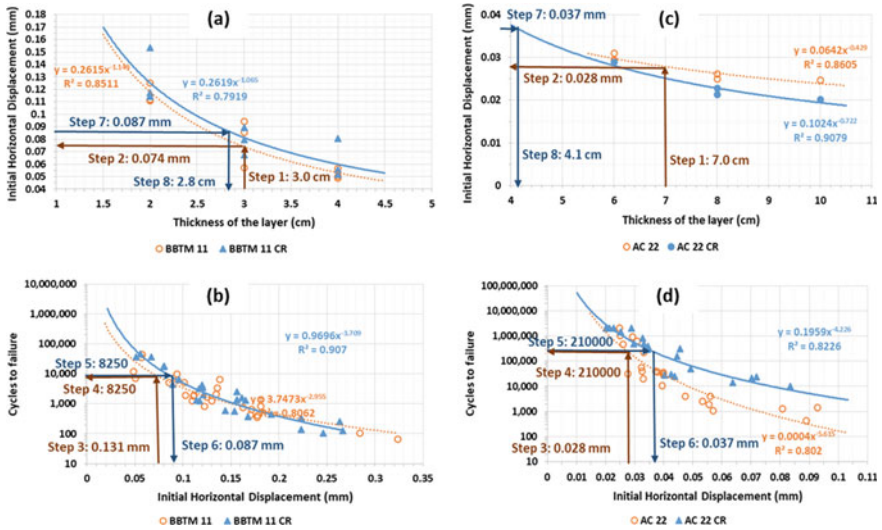 (a)
Initial Horizontal Displacement (mm)
0.18
0.17
0.16
0.15
0.14
0.13
0.12
0.11
0.10
0.09
0.08
0.07
0.06
0.05
0.04
y = 0.2619x-1.065
R² = 0.7919
R² = 0.8511
Step 7: 0.087 mm
Step 2: 0.074 mm
Step 8: 2.8 cm
Step 1: 3.0 cm
1 1.5 2 2.5 3 3.5 4 4.5 5
Thickness of the layer (cm)
BBTM 11 BBTM 11 CR
(c)
Initial Horizontal Displacement (mm)
0.04
0.03
0.02
0.01
0
Step 7: 0.037 mm
y = 0.0642x-0.429
R² = 0.8605
Step 2: 0.028 mm
y = 0.1024x-0.722
R² = 0.9079
Step 8: 4.1 cm
Step 1: 7.0 cm
4 5 6 7 8 9 10 11
Thickness of the layer (cm)
AC 22 AC 22 CR
(b)
Cycles to failure
10,000,000
1,000,000
100,000
10,000
1,000
100
10
y = 0.9696x-3.709
R² = 0.907
Step 5: 8250
Step 4: 8250
3.7473x-2.955
0.8062
Step 3: 0.131 mm
Step 6: 0.087 mm
0 0.05 0.1 0.15 0.2 0.25 0.3 0.35
Initial Horizontal Displacement (mm)
BBTM 11 BBTM 11 CR
(d)
Cycles to failure
100,000,000
10,000,000
1,000,000
100,000
10,000
1,000
100
10
Step 5: 210000
y = 0.1959x-4.226
R² = 0.8226
Step 4: 210000
Step 3: 0.028 mm
Step 6: 0.037 mm
R² = 0.802
0 0.01 0.02 0.03 0.04 0.05 0.06 0.07 0.08 0.09 0.1 0.11
Initial Horizontal Displacement (mm)
AC 22 AC 22 CR